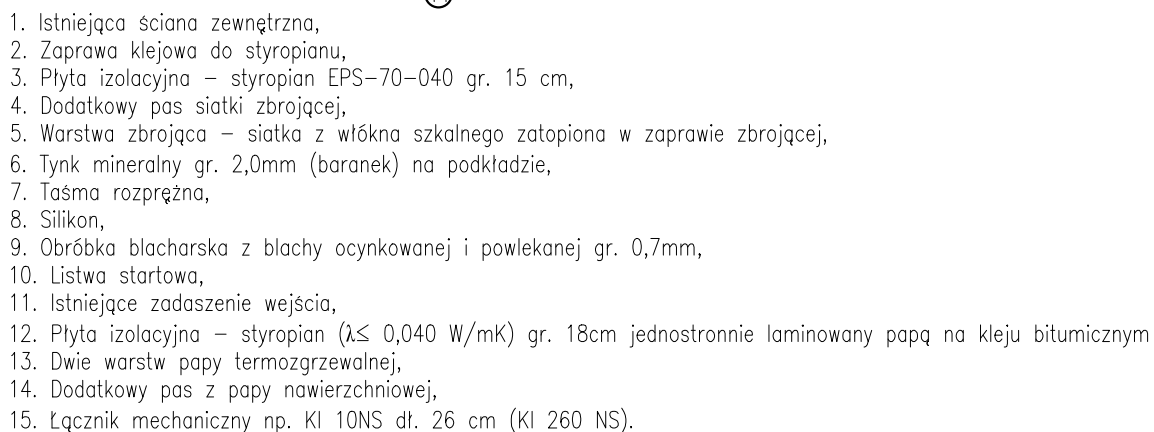 1. Istniejąca ściana zewnętrzna,
2. Zaprawa klejowa do styropianu,
3. Płyta izolacyjna – styropian EPS–70–040 gr. 15 cm,
4. Dodatkowy pas siatki zbrojącej,
5. Warstwa zbrojąca – siatka z włókna szkalnego zatopiona w zaprawie zbrojącej,
6. Tynk mineralny gr. 2,0mm (baranek) na podkładzie,
7. Taśma rozprężna,
8. Silikon,
9. Obróbka blacharska z blachy ocynkowanej i powlekanej gr. 0,7mm,
10. Listwa startowa,
11. Istniejące zadaszenie wejścia,
12. Płyta izolacyjna – styropian (λ≤ 0,040 W/mK) gr. 18cm jednostronnie laminowany papą na kleju bitumicznym
13. Dwie warstw papy termozgrzewalnej,
14. Dodatkowy pas z papy nawierzchniowej,
15. Łącznik mechaniczny np. KI 10NS dł. 26 cm (KI 260 NS).